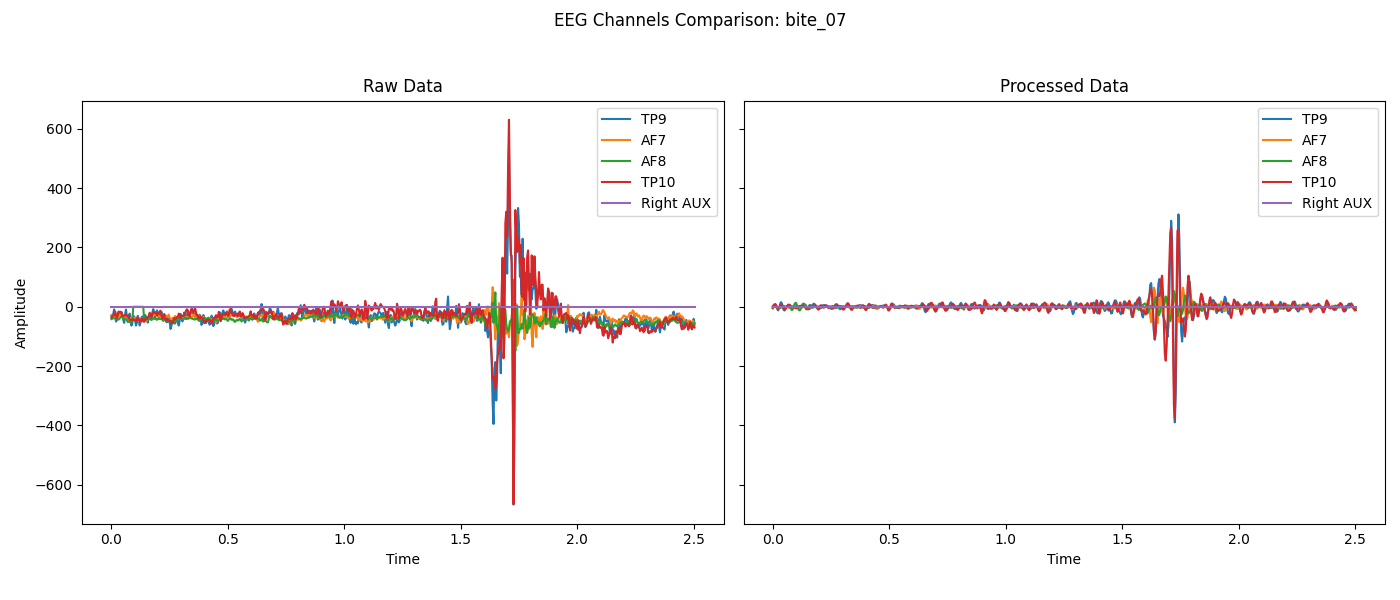 EEG Channels Comparison: bite_07
Raw Data
Processed Data
TP9
AF7
AF8
TP10
Right AUX
TP9
AF7
AF8
TP10
Right AUX
Amplitude
600
400
200
0
−200
−400
−600
0.0 0.5 1.0 1.5 2.0 2.5
0.0 0.5 1.0 1.5 2.0 2.5
Time
Time